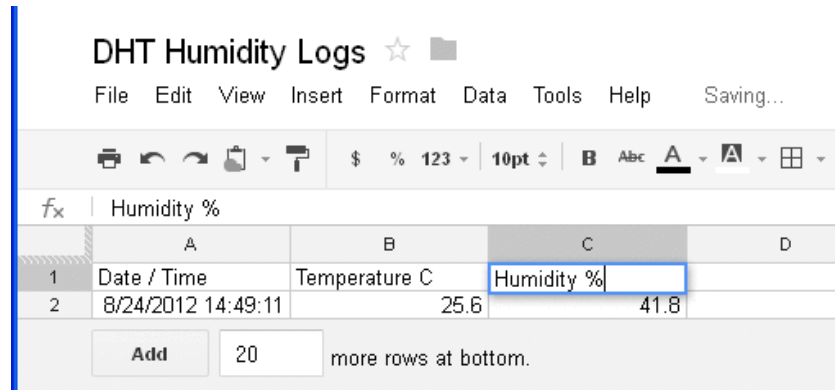 DHT Humidity Logs
File Edit View Insert Format Data Tools Help Saving...
$ % 123 10pt B Abc A A
fx Humidity %
A B C D
1 Date / Time Temperature C Humidity %
2 8/24/2012 14:49:11 25.6 41.8
Add 20 more rows at bottom.